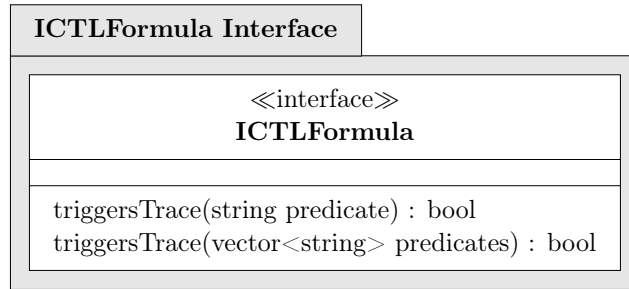 ICTLFormula Interface
≪interface≫
ICTLFormula
triggersTrace(string predicate) : bool
triggersTrace(vector<string> predicates) : bool